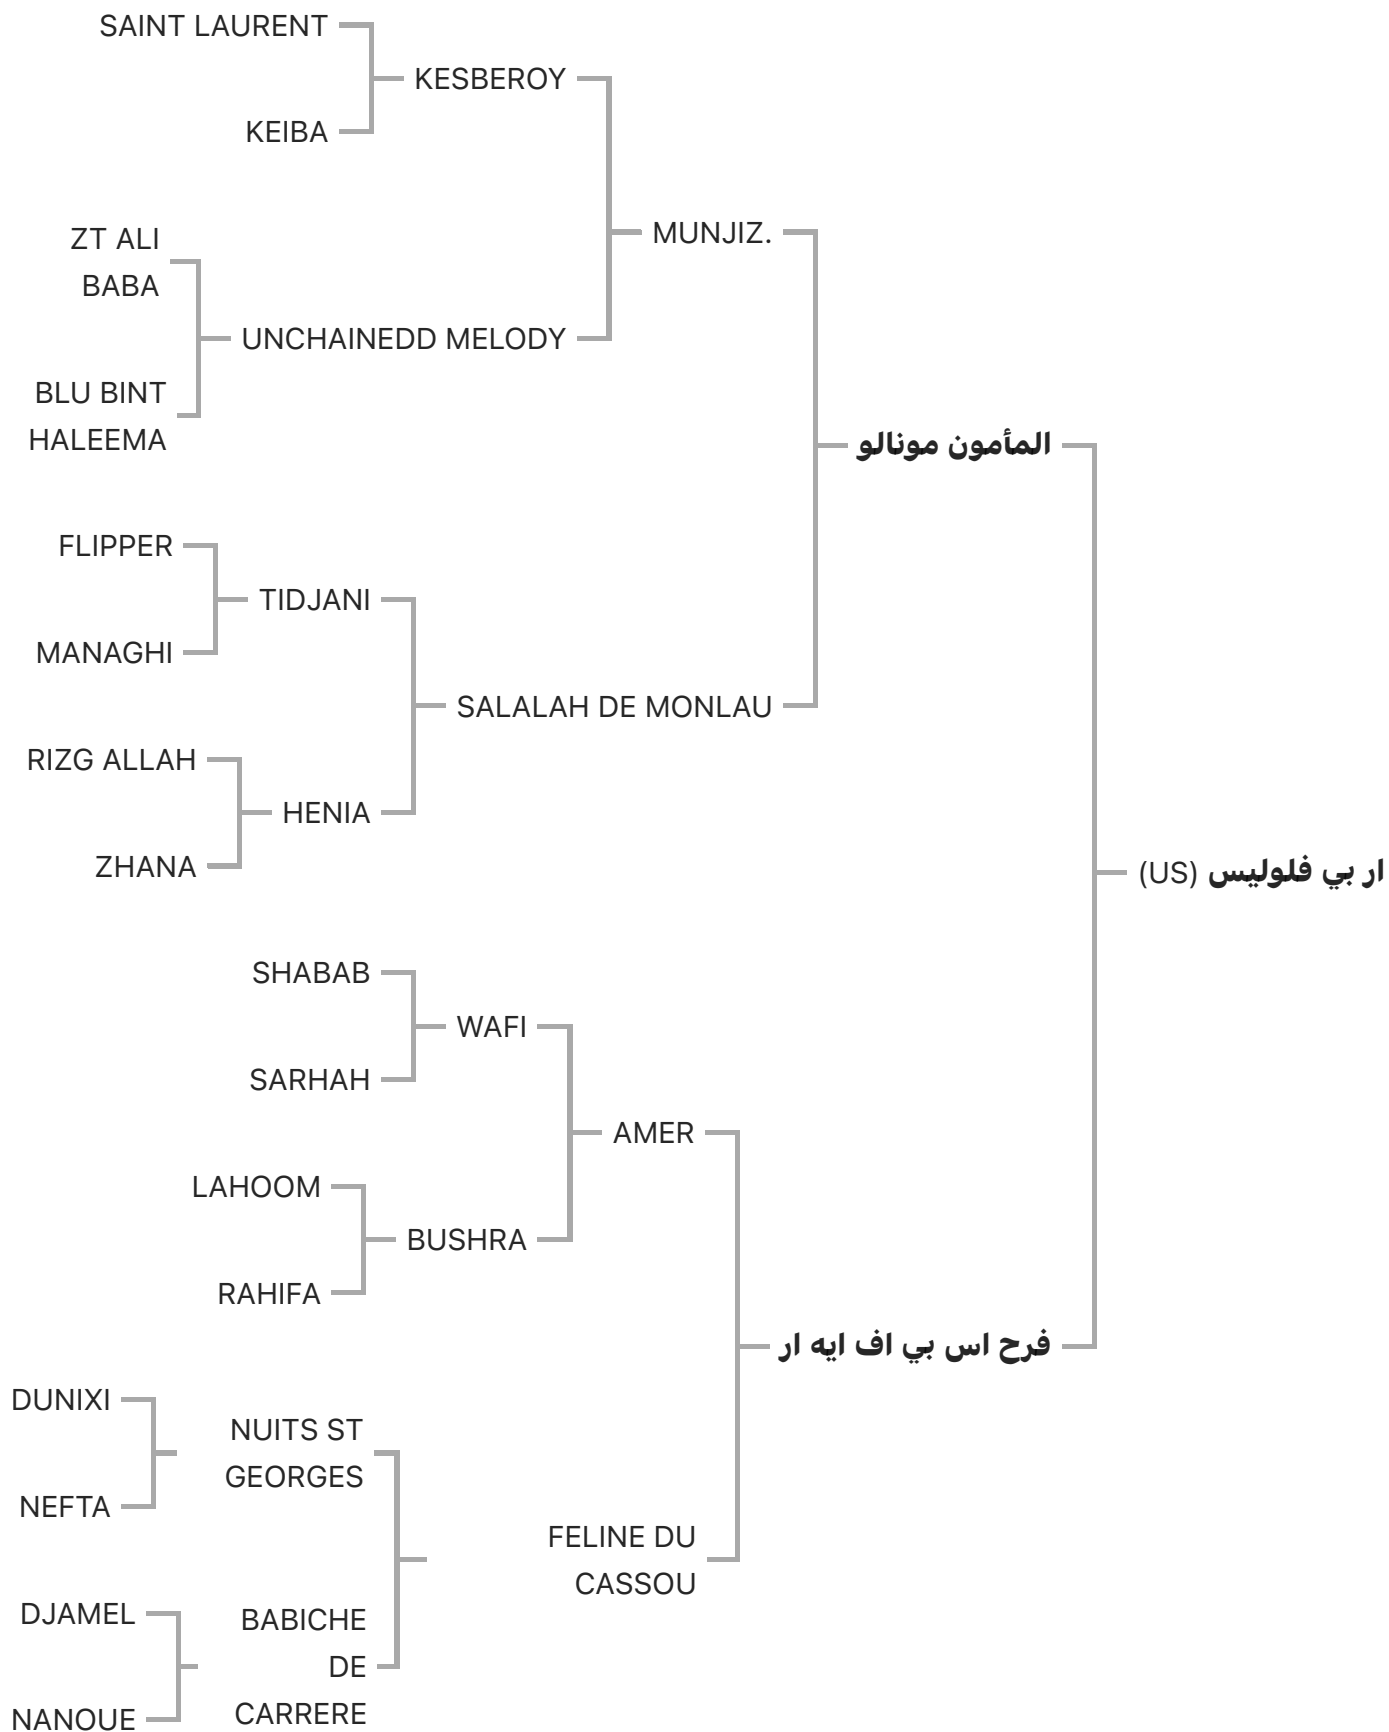 SAINT LAURENT
KESBEROY
KEIBA
ZT ALI
BABA
MUNJIZ.
UNCHAINEDD MELODY
BLU BINT
HALEEMA
المأمون مونالو
FLIPPER
TIDJANI
MANAGHI
SALALAH DE MONLAU
RIZG ALLAH
HENIA
ZHANA
ار بي فلوليس (US)
SHABAB
WAFI
SARHAH
AMER
LAHOOM
BUSHRA
RAHIFA
فرح اس بي اف ايه ار
DUNIXI
NUITS ST
GEORGES
NEFTA
FELINE DU
CASSOU
DJAMEL
BABICHE
DE
CARRERE
NANOUE